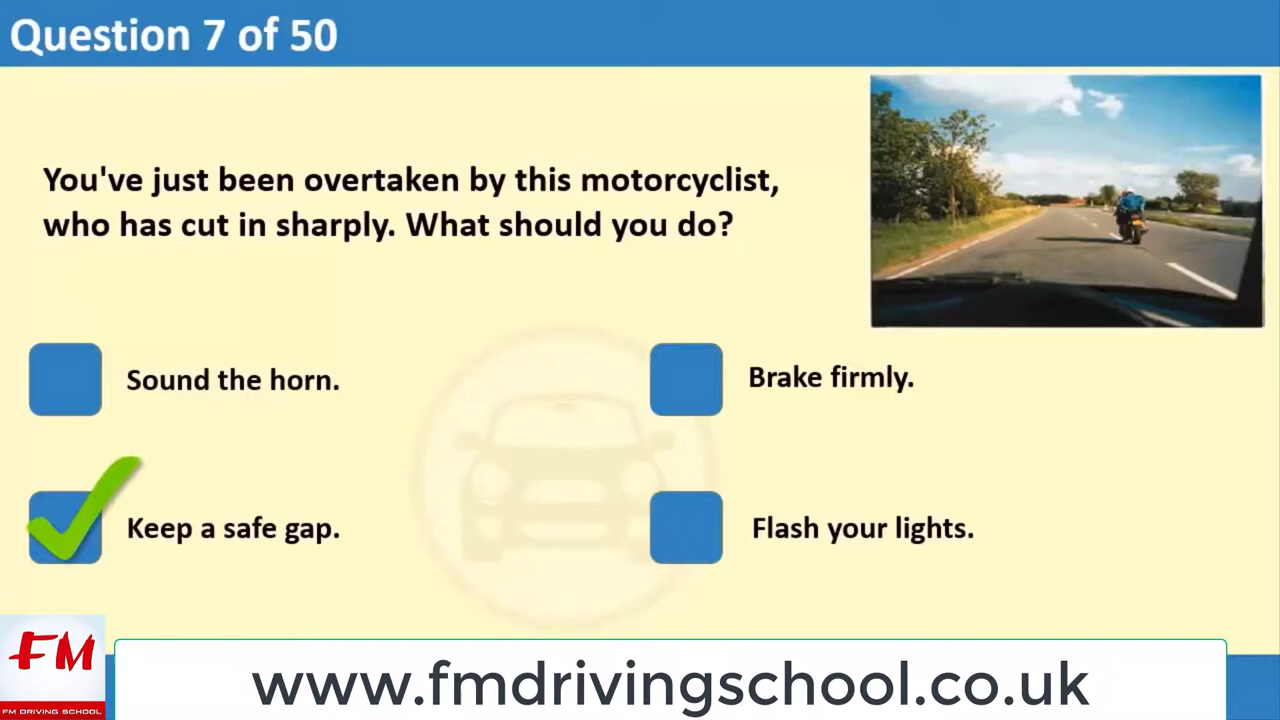 Question 7 of 50
You've just been overtaken by this motorcyclist,
who has cut in sharply. What should you do?
Sound the horn.
Brake firmly.
Keep a safe gap.
Flash your lights.
FM
FM DRIVING SCHOOL
www.fmdrivingschool.co.uk